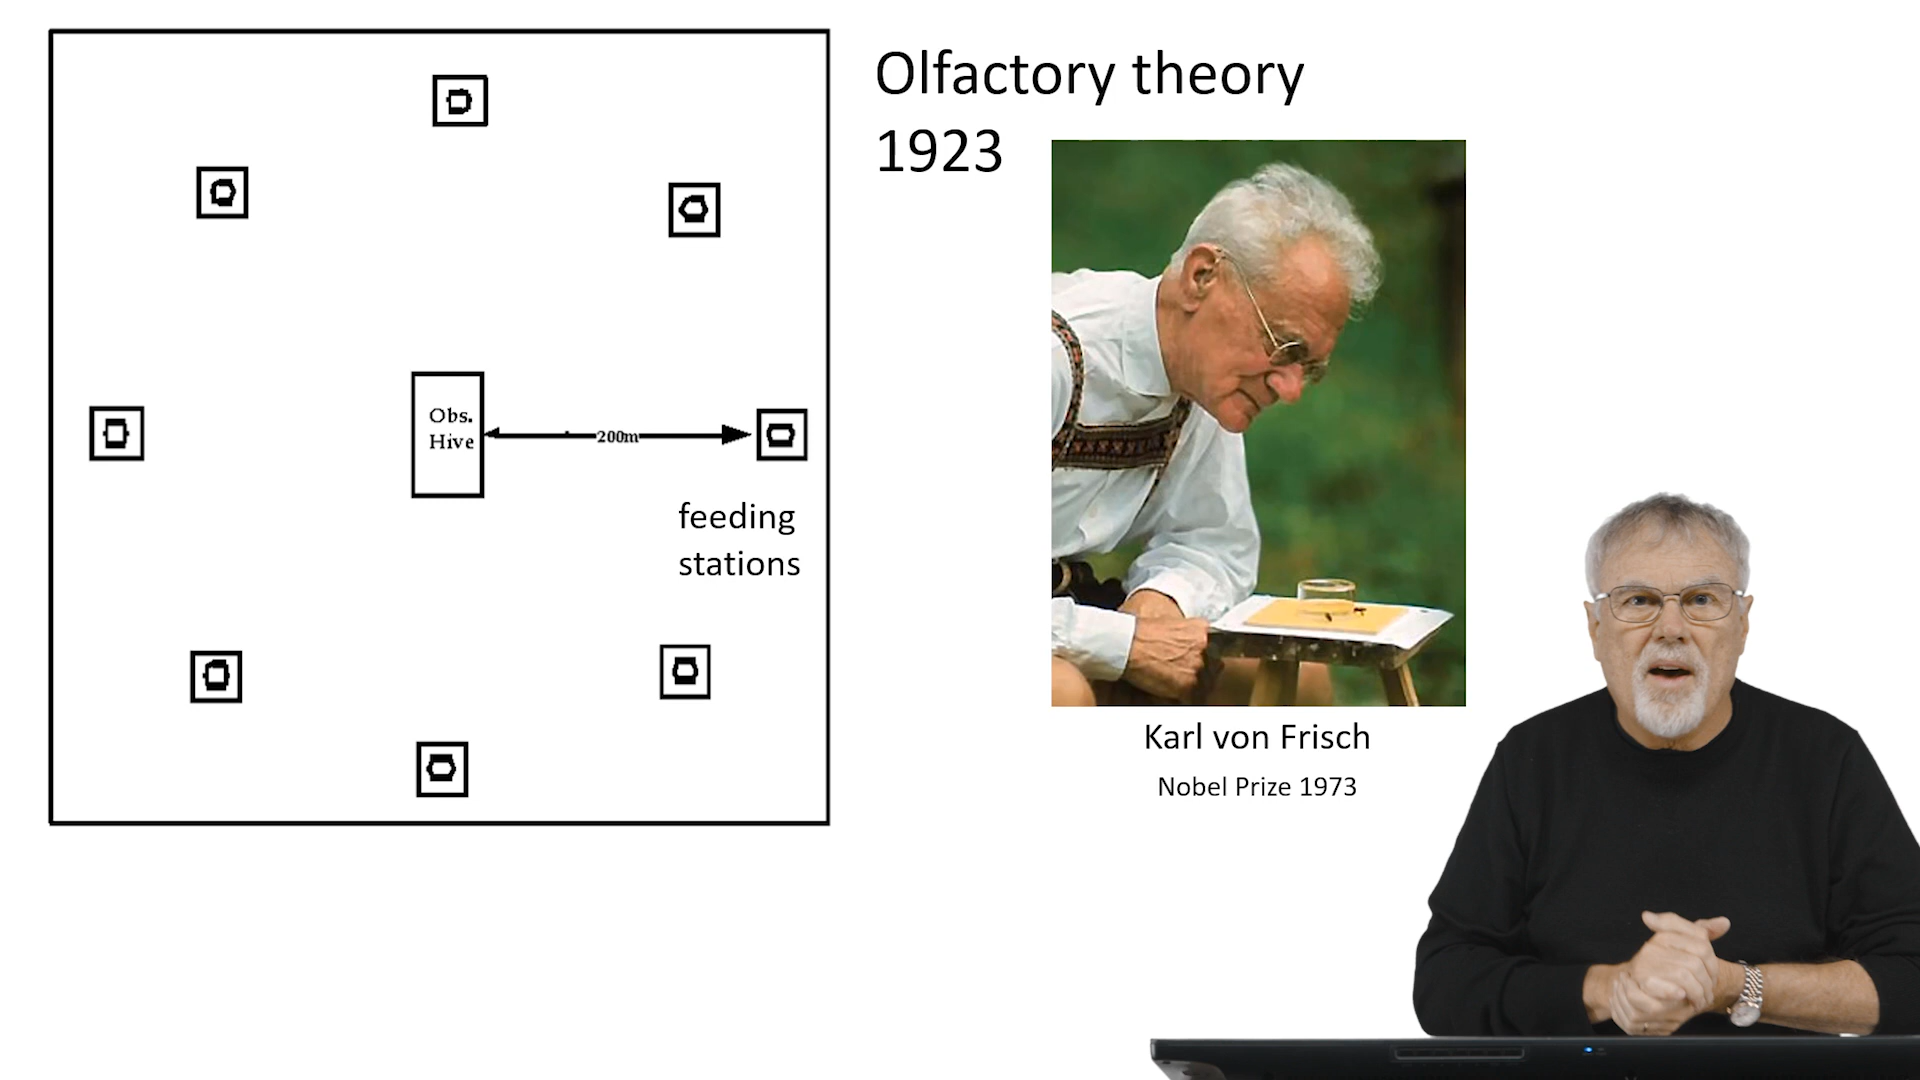 Olfactory theory
1923
Obs.
Hive
200m
feeding
stations
Karl von Frisch
Nobel Prize 1973